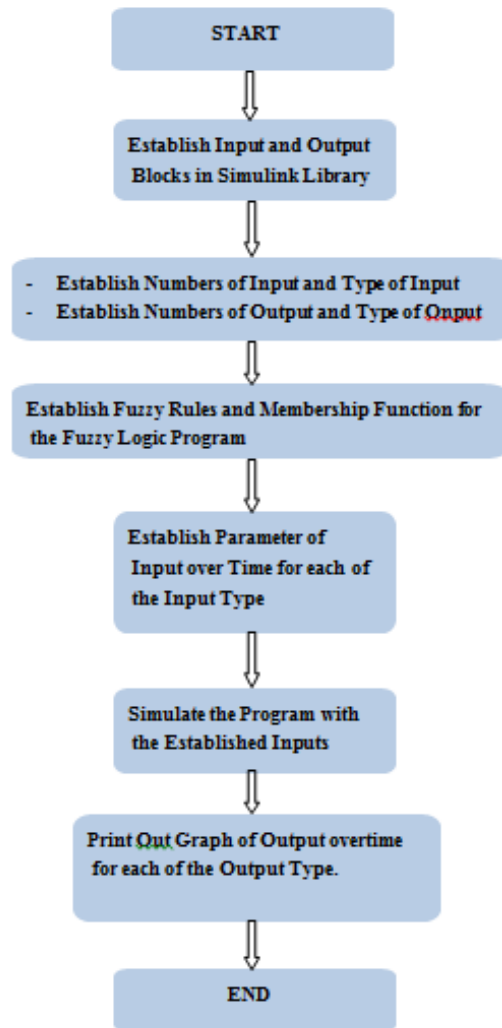 START
Establish Input and Output
Blocks in Simulink Library
- Establish Numbers of Input and Type of Input
- Establish Numbers of Output and Type of Onput
Establish Fuzzy Rules and Membership Function for
the Fuzzy Logic Program
Establish Parameter of
Input over Time for each of
the Input Type
Simulate the Program with
the Established Inputs
Print Out Graph of Output overtime
for each of the Output Type.
END